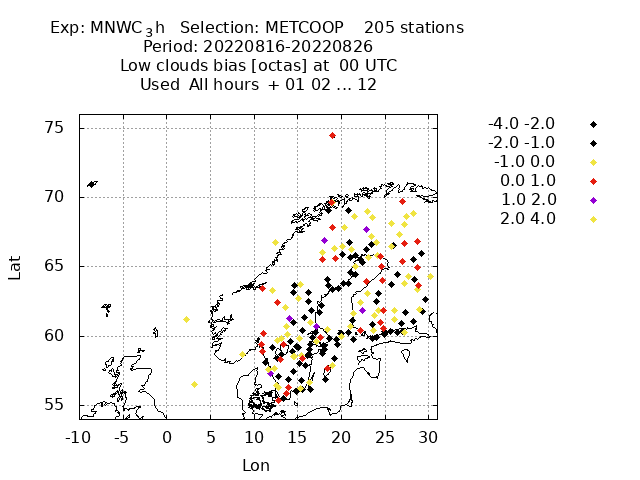 Exp: MNWC_3h   Selection: METCOOP    205 stations
Period: 20220816-20220826
Low clouds bias [octas] at  00 UTC
Used  All hours  + 01 02 ... 12
75
70
65
60
55
Lat
-10 -5 0 5 10 15 20 25 30
Lon
-4.0 -2.0
-2.0 -1.0
-1.0 0.0
0.0 1.0
1.0 2.0
2.0 4.0